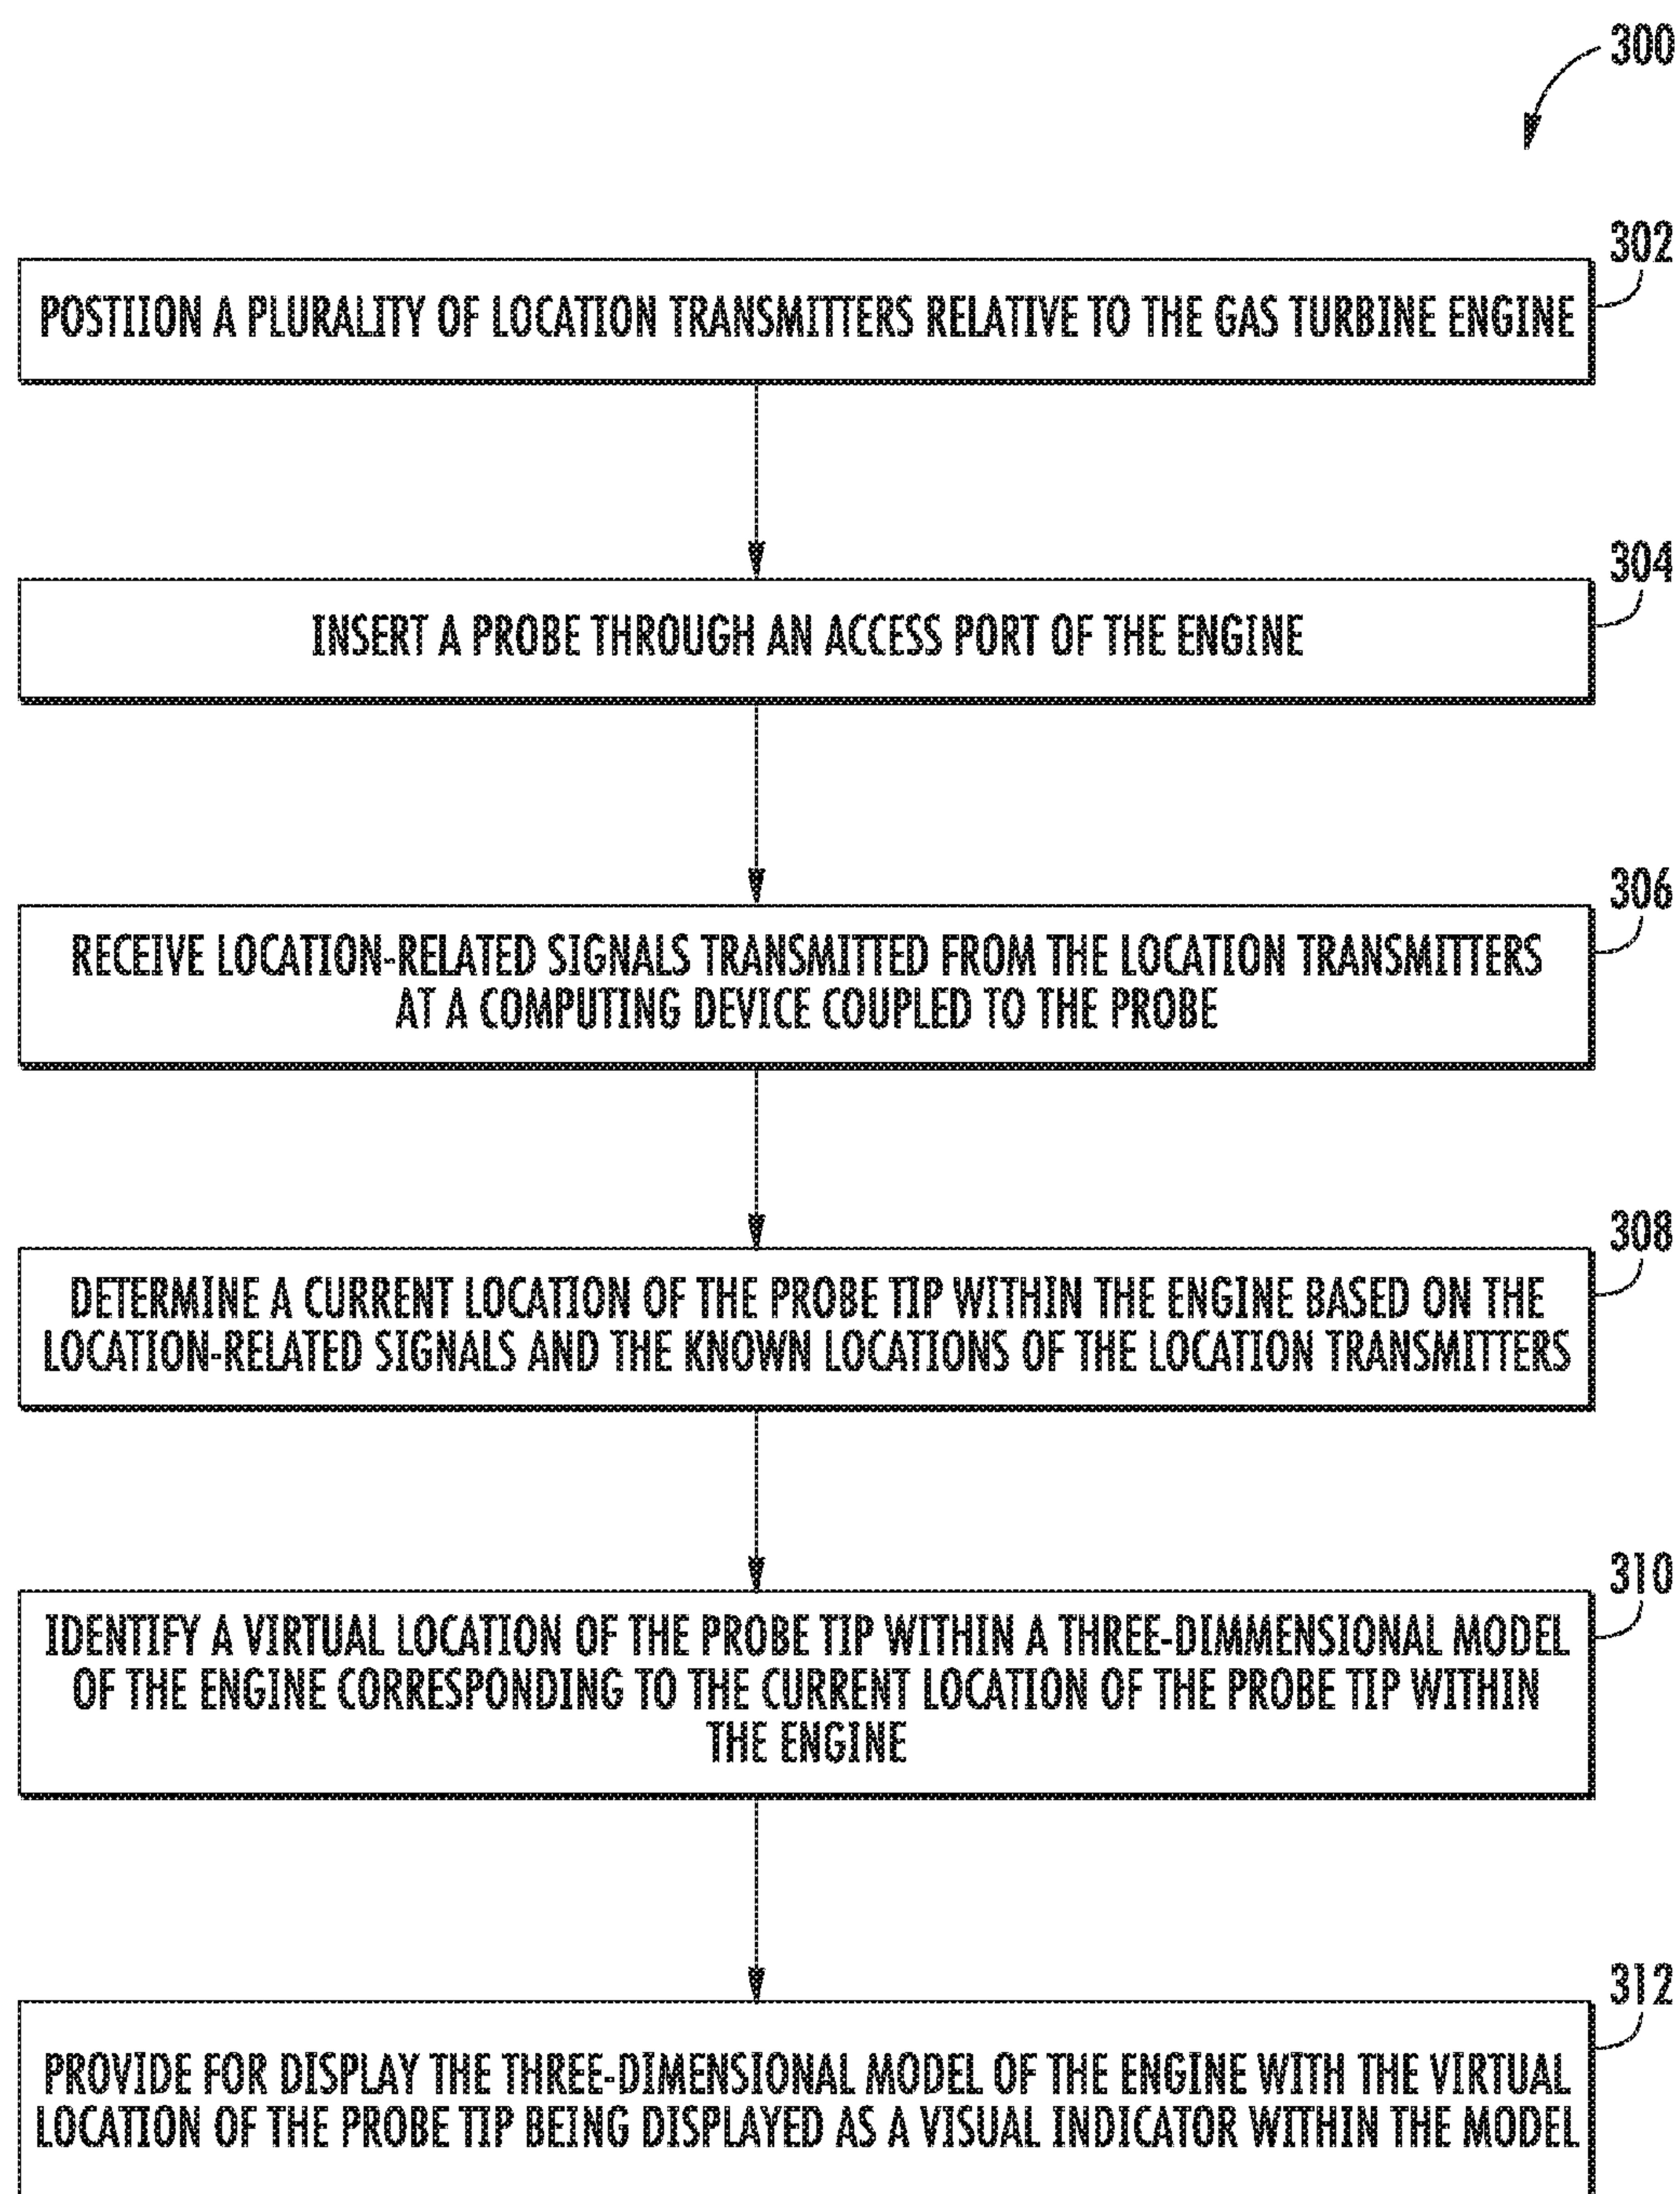 300
302
POSTIION A PLURALITY OF LOCATION TRANSMITTERS RELATIVE TO THE GAS TURBINE ENGINE
304
INSERT A PROBE THROUGH AN ACCESS PORT OF THE ENGINE
306
RECEIVE LOCATION-RELATED SIGNALS TRANSMITTED FROM THE LOCATION TRANSMITTERS
AT A COMPUTING DEVICE COUPLED TO THE PROBE
308
DETERMINE A CURRENT LOCATION OF THE PROBE TIP WITHIN THE ENGINE BASED ON THE
LOCATION-RELATED SIGNALS AND THE KNOWN LOCATIONS OF THE LOCATION TRANSMITTERS
310
IDENTIFY A VIRTUAL LOCATION OF THE PROBE TIP WITHIN A THREE-DIMMENSIONAL MODEL
OF THE ENGINE CORRESPONDING TO THE CURRENT LOCATION OF THE PROBE TIP WITHIN
THE ENGINE
312
PROVIDE FOR DISPLAY THE THREE-DIMENSIONAL MODEL OF THE ENGINE WITH THE VIRTUAL
LOCATION OF THE PROBE TIP BEING DISPLAYED AS A VISUAL INDICATOR WITHIN THE MODEL